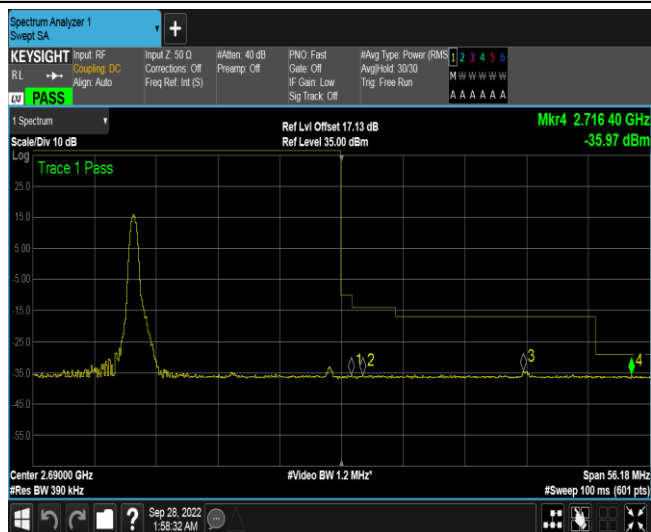 Spectrum Analyzer 1
Swept SA
KEYSIGHT
RL
LXI PASS
Input: RF
Coupling: DC
Align: Auto
Input Z: 50 Ω
Corrections: Off
Freq Ref: Int (S)
#Atten: 40 dB
Preamp: Off
PNO: Fast
Gate: Off
IF Gain: Low
Sig Track: Off
#Avg Type: Power (RMS
Avg|Hold: 30/30
Trig: Free Run
1 2 3 4 5 6
M W W W W W
A A A A A A
1 Spectrum
Scale/Div 10 dB
Ref Lvl Offset 17.13 dB
Ref Level 35.00 dBm
Mkr4 2.716 40 GHz
-35.97 dBm
Log
Trace 1 Pass
25.0
15.0
5.00
-5.00
-15.0
-25.0
-35.0
-45.0
-55.0
1 2 3 4
Center 2.69000 GHz
#Res BW 390 kHz
#Video BW 1.2 MHz*
Span 56.18 MHz
#Sweep 100 ms (601 pts)
?
Sep 28, 2022
1:58:32 AM